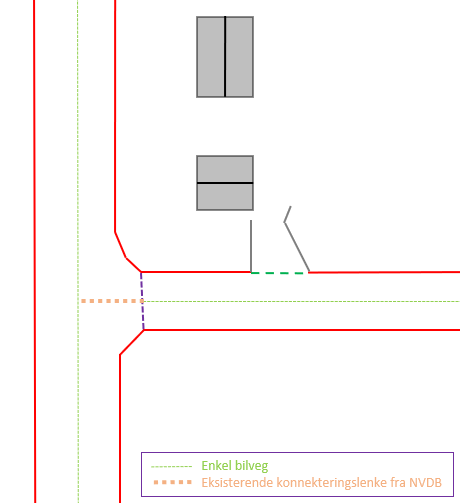 Enkel bilveg
Eksisterende konnekteringslenke fra NVDB